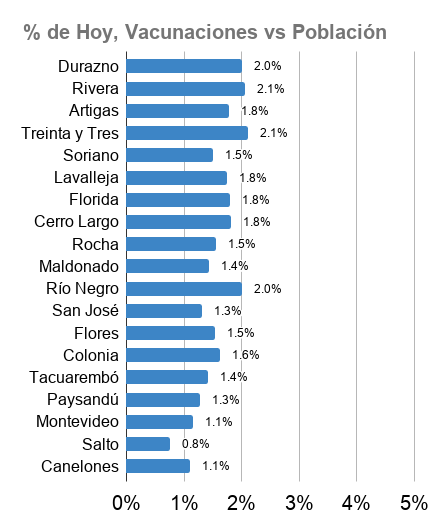 % de Hoy, Vacunaciones vs Población
Durazno 2.0%
Rivera 2.1%
Artigas 1.8%
Treinta y Tres 2.1%
Soriano 1.5%
Lavalleja 1.8%
Florida 1.8%
Cerro Largo 1.8%
Rocha 1.5%
Maldonado 1.4%
Río Negro 2.0%
San José 1.3%
Flores 1.5%
Colonia 1.6%
Tacuarembó 1.4%
Paysandú 1.3%
Montevideo 1.1%
Salto 0.8%
Canelones 1.1%
0% 1% 2% 3% 4% 5%